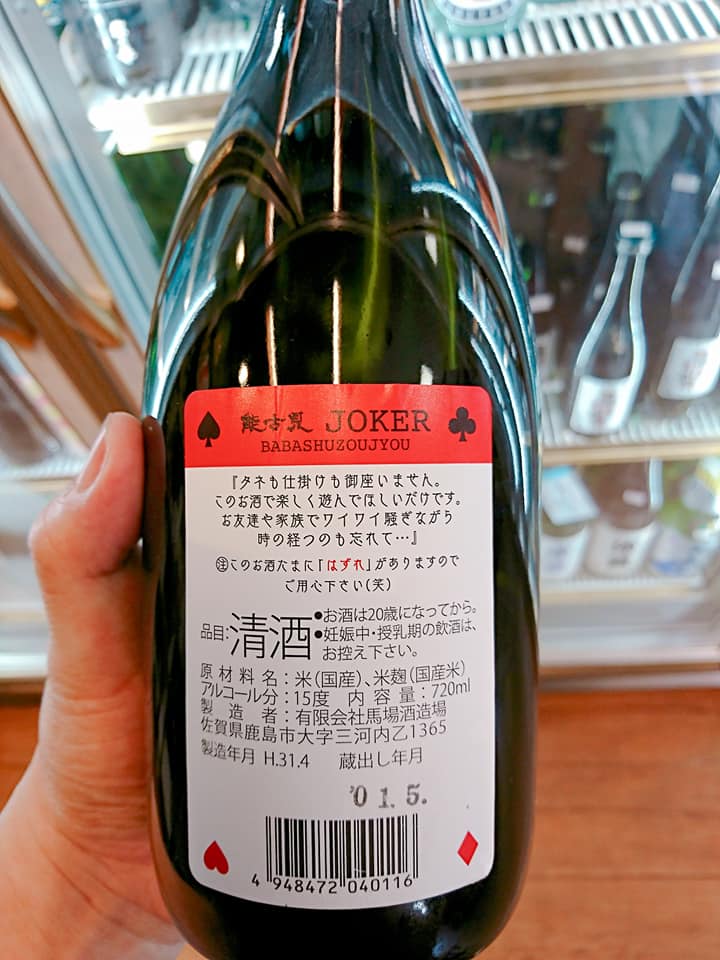 能古見 JOKER
BABASHUZOUJYOU
『タネも仕掛けも御座いません。
このお酒で楽しく遊んでほしいだけです。
お友達や家族でワイワイ騒ぎながら
時の経つのも忘れて…』
㊟このお酒たまに「はずれ」がありますので
ご用心下さい(笑)
品目:清酒
•お酒は20歳になってから。
•妊娠中・授乳期の飲酒は、
お控え下さい。
原材料名:米(国産)、米麹(国産米)
アルコール分:15度 内容量:720ml
製造者:有限会社馬場酒造場
佐賀県鹿島市大字三河内乙1365
製造年月 H.31.4 蔵出し年月
'01.5.
4 948472 040116